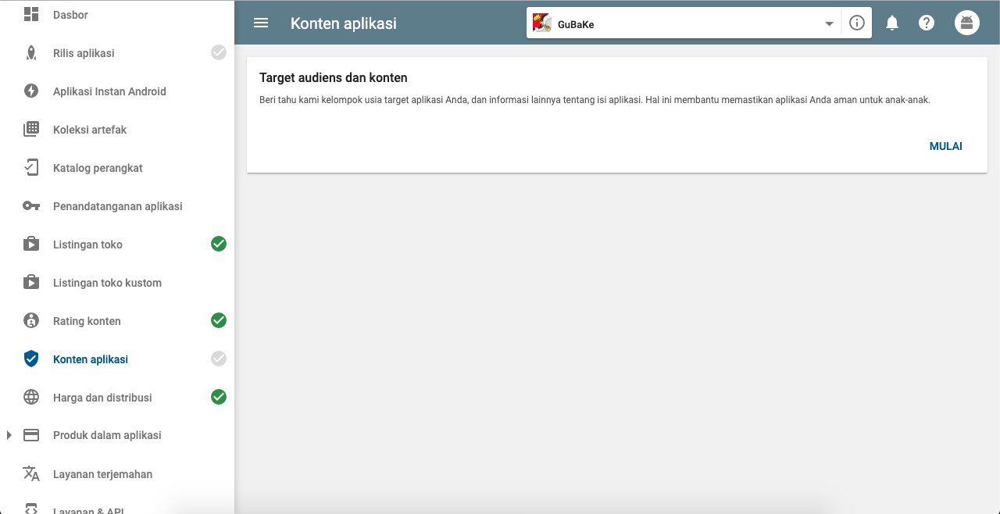 Dasbor
Rilis aplikasi
Aplikasi Instan Android
Koleksi artefak
Katalog perangkat
Penandatanganan aplikasi
Listingan toko
Listingan toko kustom
Rating konten
Konten aplikasi
Harga dan distribusi
Produk dalam aplikasi
Layanan terjemahan
Layanan & API
Konten aplikasi
GuBaKe
Target audiens dan konten
Beri tahu kami kelompok usia target aplikasi Anda, dan informasi lainnya tentang isi aplikasi. Hal ini membantu memastikan aplikasi Anda aman untuk anak-anak.
MULAI